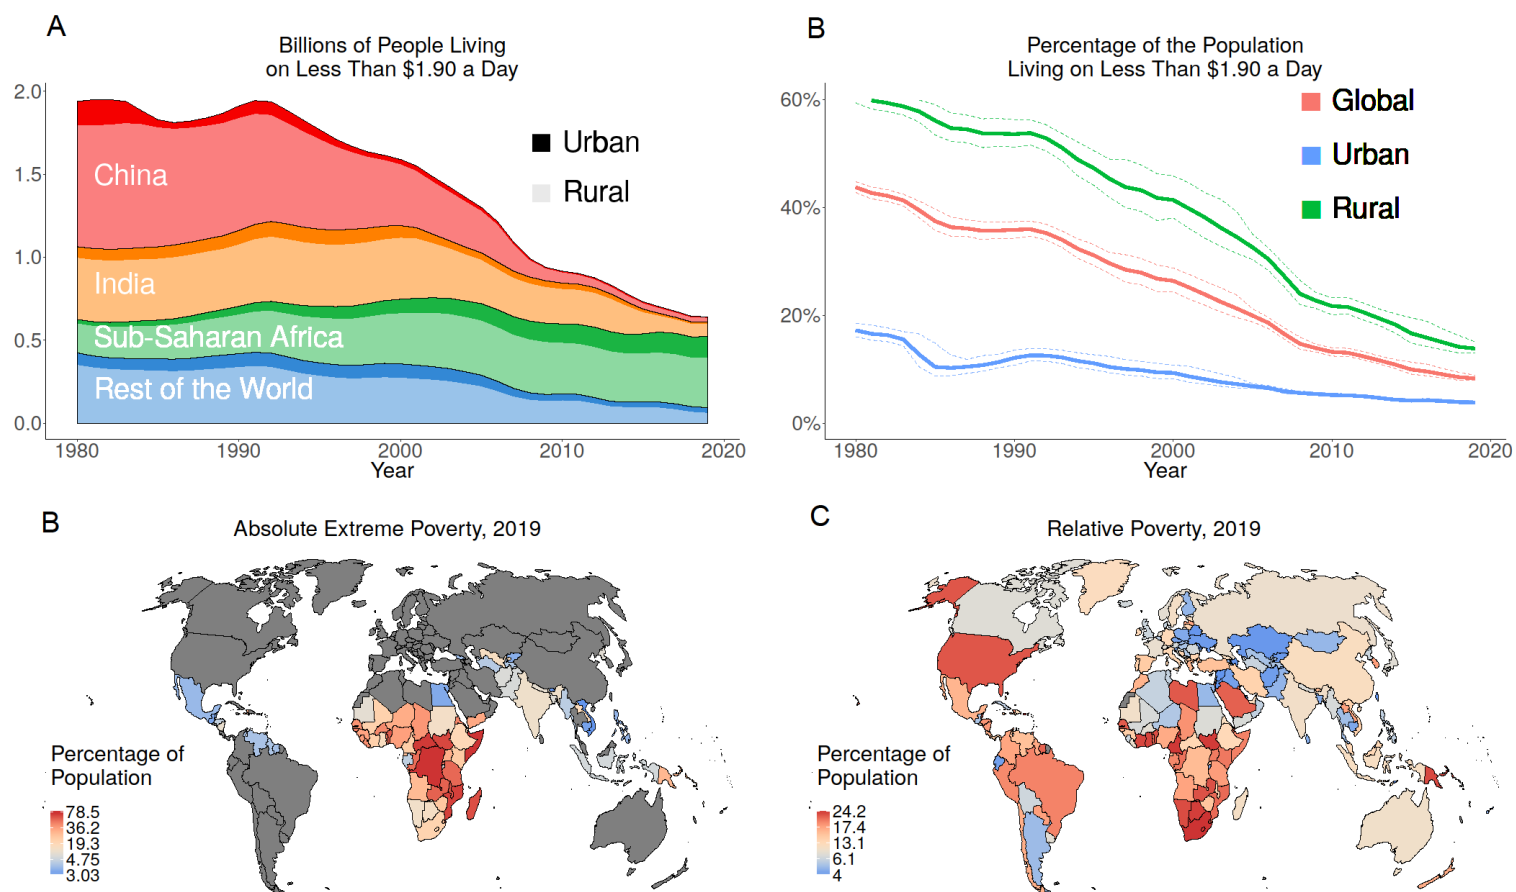 A
Billions of People Living
on Less Than $1.90 a Day
2.0
1.5
1.0
0.5
0.0
China
India
Sub-Saharan Africa
Rest of the World
Urban
Rural
1980 1990 2000 2010 2020
Year
B
Percentage of the Population
Living on Less Than $1.90 a Day
60%
40%
20%
0%
Global
Urban
Rural
1980 1990 2000 2010 2020
Year
B
Absolute Extreme Poverty, 2019
Percentage of
Population
78.5
36.2
19.3
4.75
3.03
C
Relative Poverty, 2019
Percentage of
Population
24.2
17.4
13.1
6.1
4